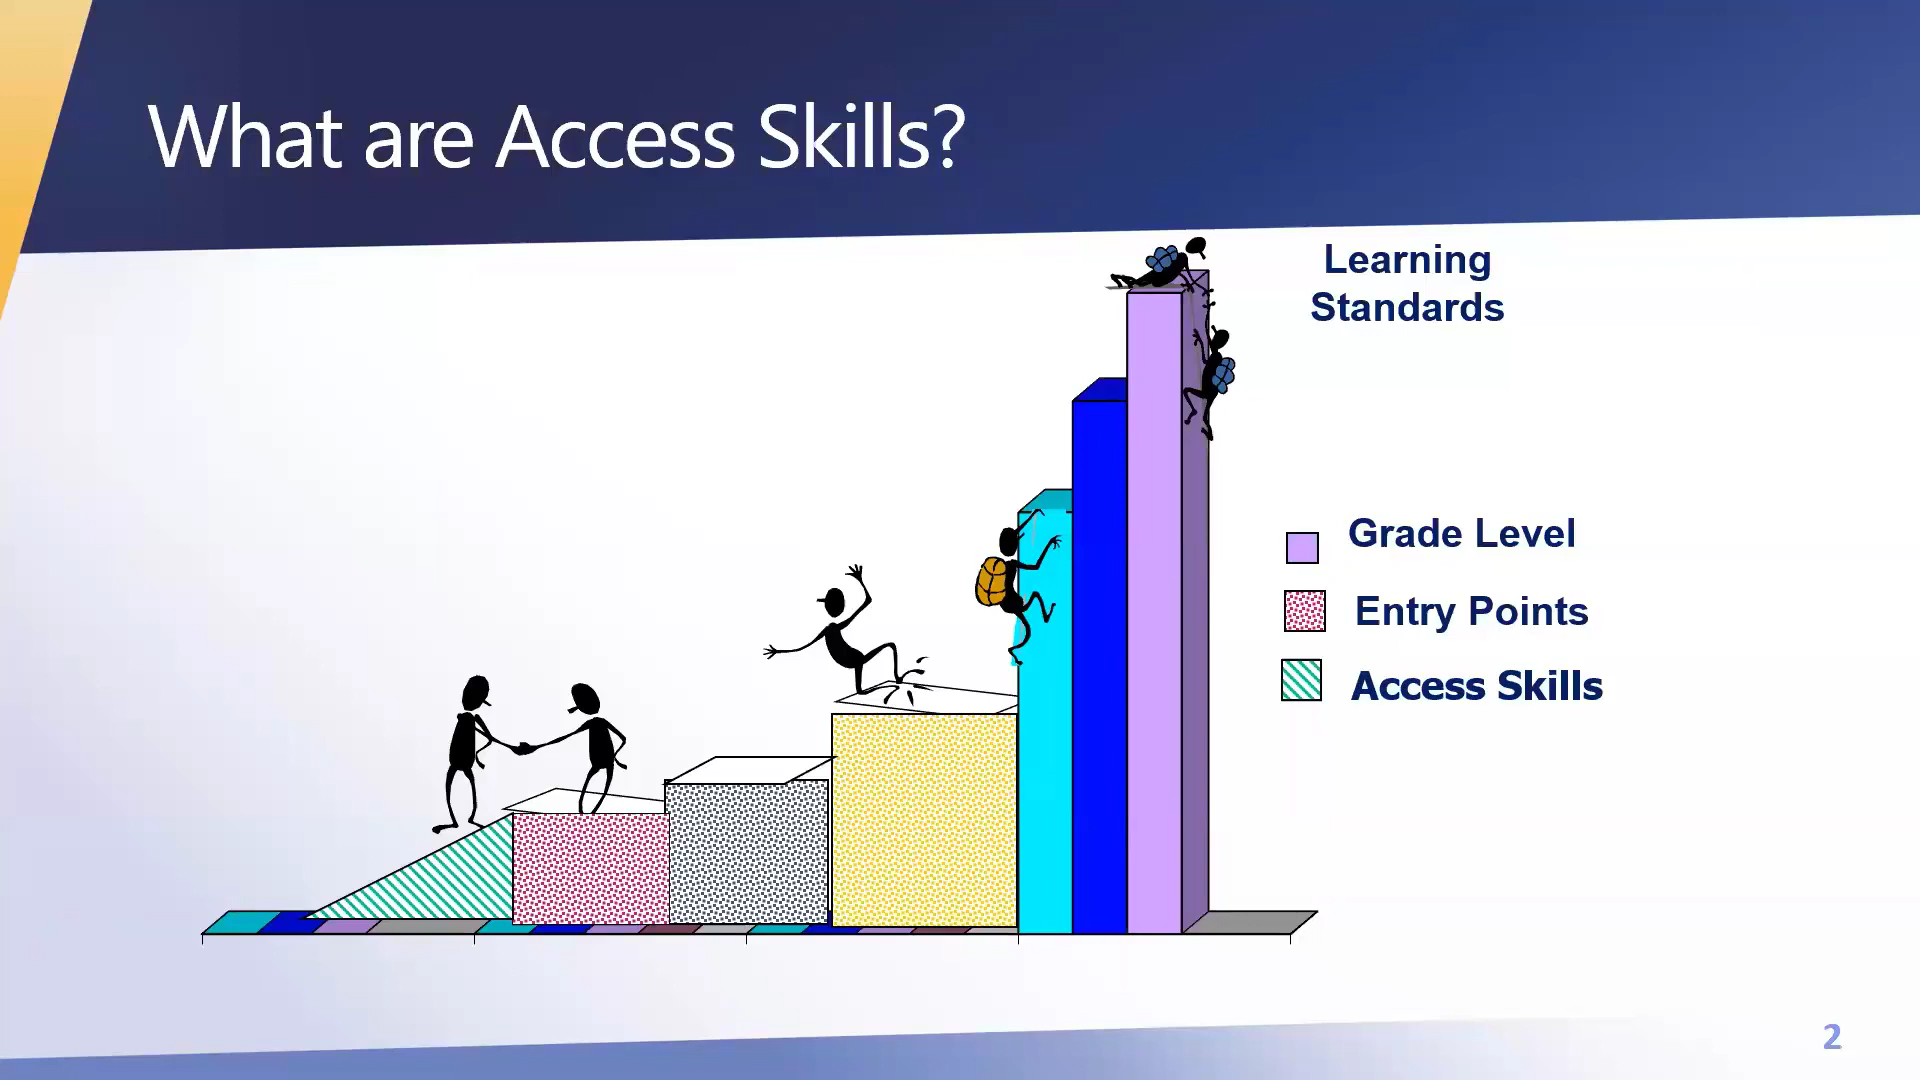 What are Access Skills?
Learning
Standards
Grade Level
Entry Points
Access Skills
2